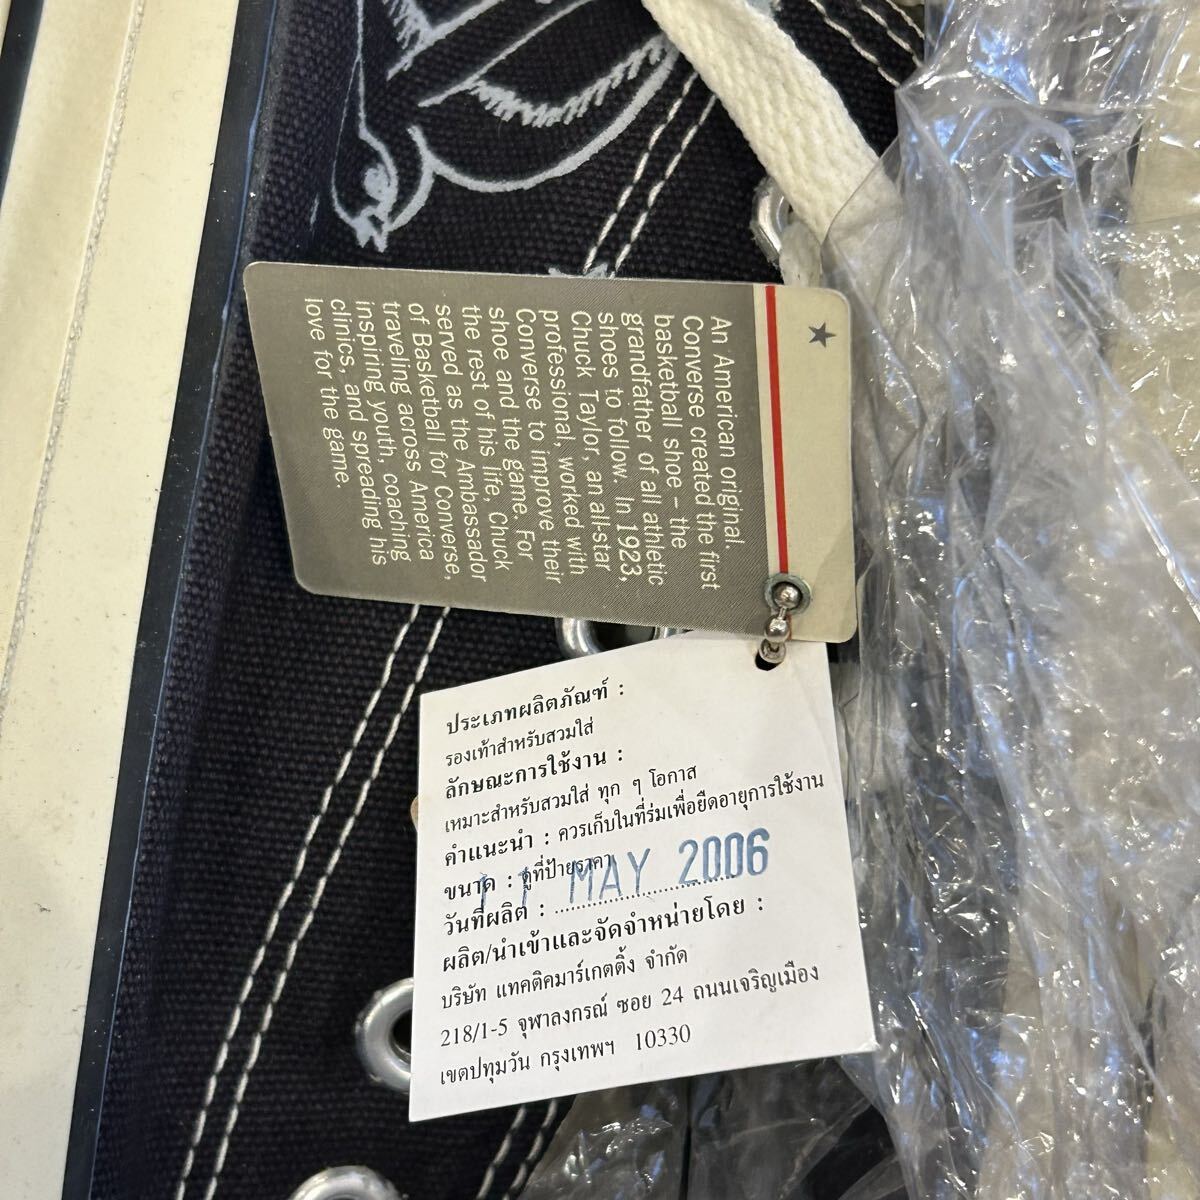 An American original.
Converse created the first
basketball shoe – the
grandfather of all athletic
shoes to follow. In 1923,
Chuck Taylor, an all-star
professional, worked with
Converse to improve their
shoe and the game. For
the rest of his life, Chuck
served as the Ambassador
of Basketball for Converse,
traveling across America
inspiring youth, coaching
clinics, and spreading his
love for the game.
ประเภทผลิตภัณฑ์ :
รองเท้าสำหรับสวมใส่
ลักษณะการใช้งาน :
เหมาะสำหรับสวมใส่ ทุก ๆ โอกาส
คำแนะนำ : ควรเก็บในที่ร่มเพื่อยืดอายุการใช้งาน
ขนาด : ดูที่ป้ายราคา
วันที่ผลิต : 11 MAY 2006
ผลิต/นำเข้าและจัดจำหน่ายโดย :
บริษัท แทคติคมาร์เกตติ้ง จำกัด
218/1-5 จุฬาลงกรณ์ ซอย 24 ถนนเจริญเมือง
เขตปทุมวัน กรุงเทพฯ 10330